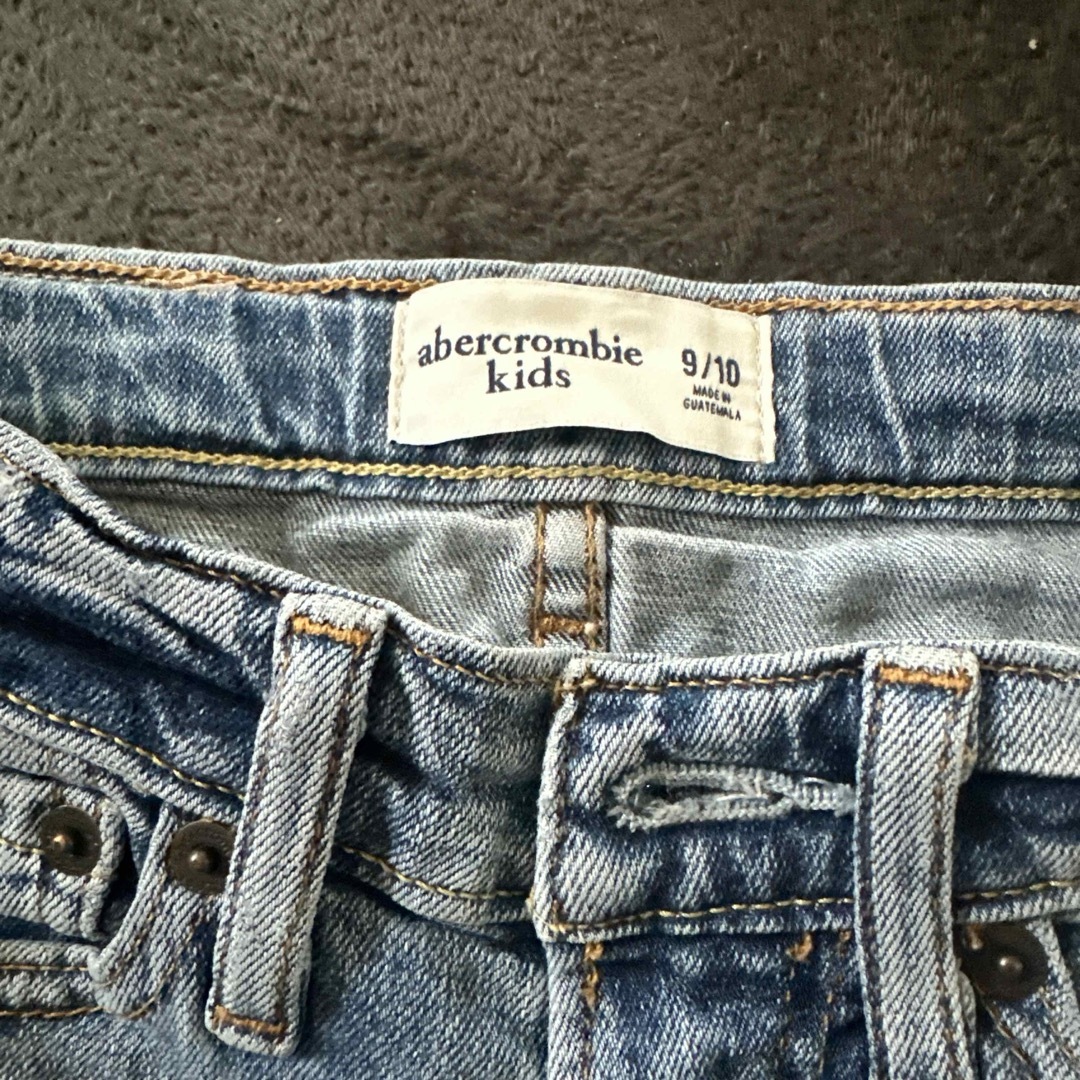 abercrombie
kids
9/10
MADE IN
GUATEMALA